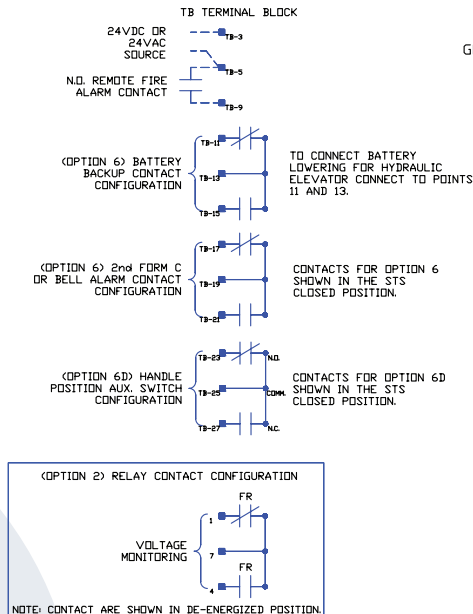 TB TERMINAL BLOCK
24VDC OR
24VAC
SOURCE
TB-3
TB-5
N.O. REMOTE FIRE
ALARM CONTACT
TB-9
G
(OPTION 6) BATTERY
BACKUP CONTACT
CONFIGURATION
TB-11
TB-13
TB-15
TO CONNECT BATTERY
LOWERING FOR HYDRAULIC
ELEVATOR CONNECT TO POINTS
11 AND 13.
(OPTION 6) 2nd FORM C
OR BELL ALARM CONTACT
CONFIGURATION
TB-17
TB-19
TB-21
CONTACTS FOR OPTION 6
SHOWN IN THE STS
CLOSED POSITION.
(OPTION 6D) HANDLE
POSITION AUX. SWITCH
CONFIGURATION
TB-23
N.O.
TB-25
COMM.
TB-27
N.C.
CONTACTS FOR OPTION 6D
SHOWN IN THE STS
CLOSED POSITION.
(OPTION 2) RELAY CONTACT CONFIGURATION
FR
1
VOLTAGE
MONITORING
7
FR
4
NOTE: CONTACT ARE SHOWN IN DE-ENERGIZED POSITION.